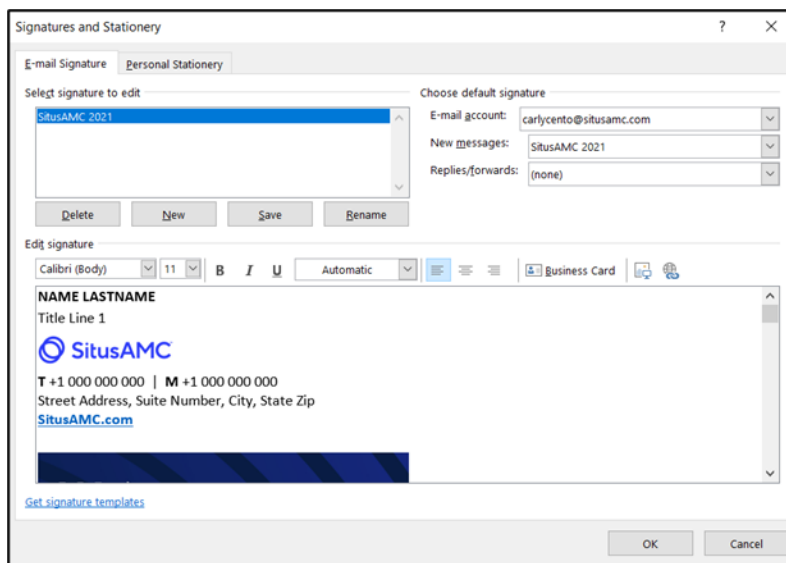 Signatures and Stationery ? X
E-mail Signature Personal Stationery
Select signature to edit
SitusAMC 2021
Delete New Save Rename
Choose default signature
E-mail account: carlycento@situsamc.com
New messages: SitusAMC 2021
Replies/forwards: (none)
Edit signature
Calibri (Body) 11 B I U Automatic Business Card
NAME LASTNAME
Title Line 1
SitusAMC
T +1 000 000 000 | M +1 000 000 000
Street Address, Suite Number, City, State Zip
SitusAMC.com
Get signature templates
OK Cancel